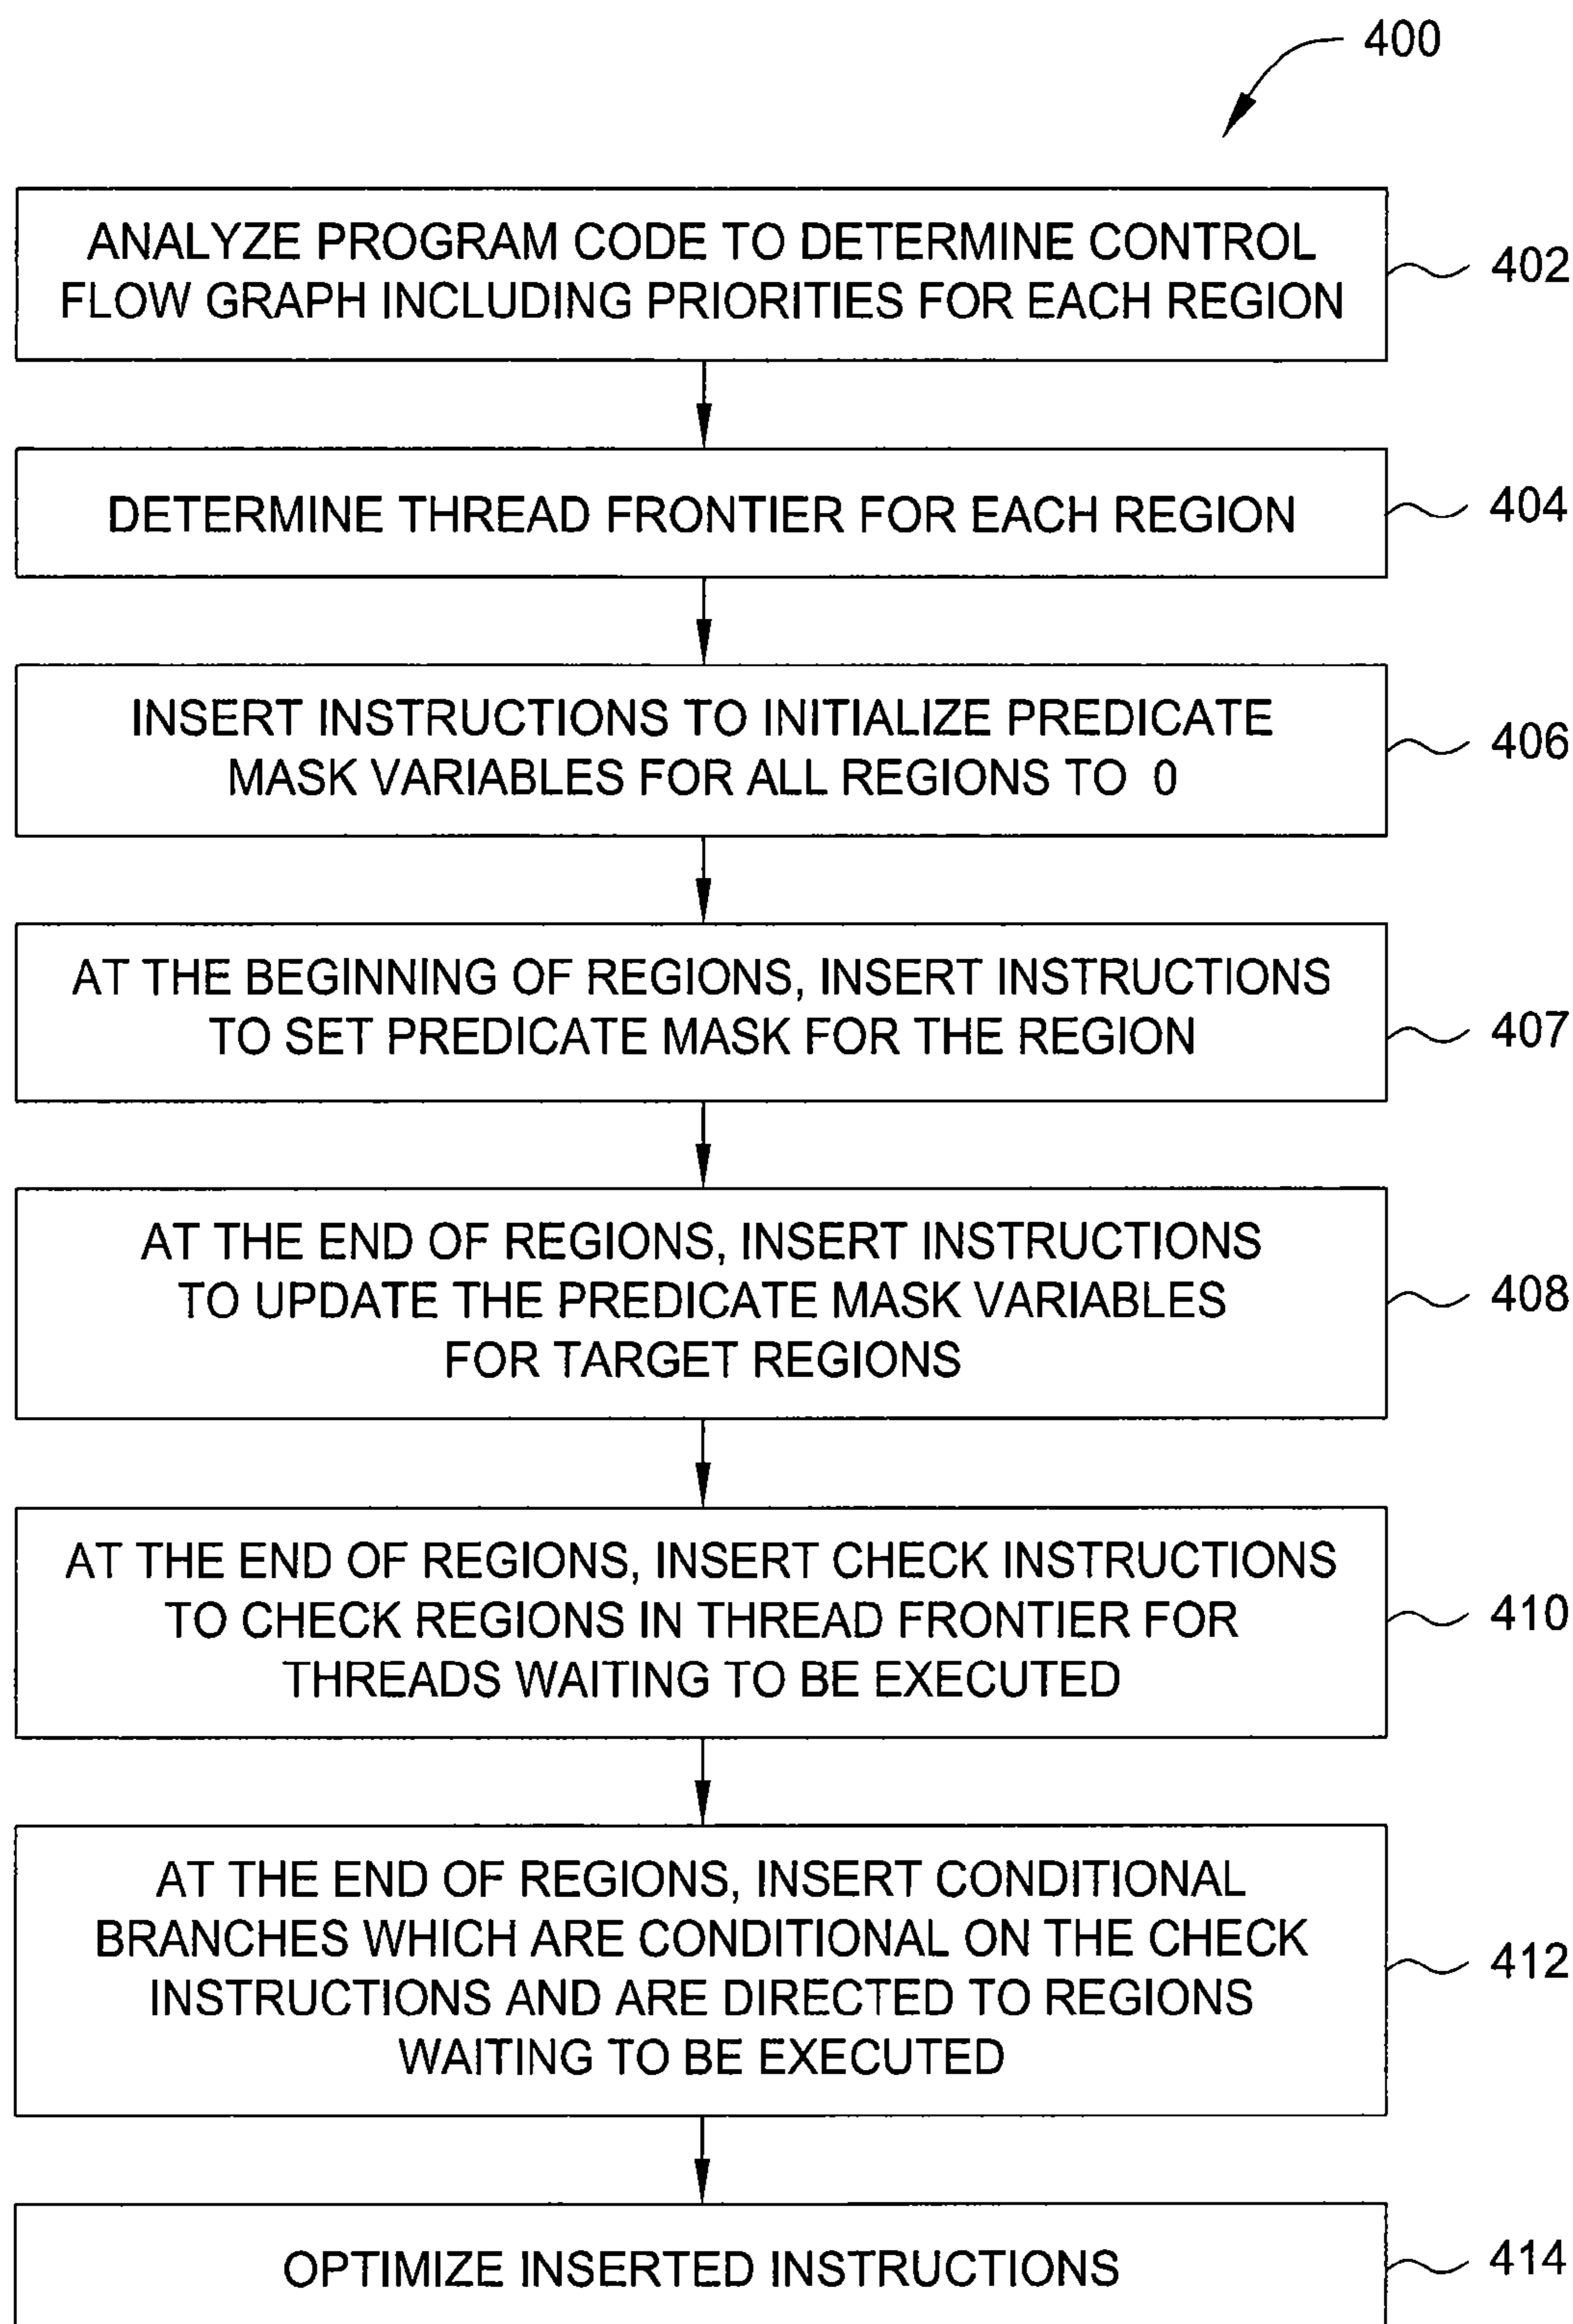 400
ANALYZE PROGRAM CODE TO DETERMINE CONTROL
FLOW GRAPH INCLUDING PRIORITIES FOR EACH REGION
402
DETERMINE THREAD FRONTIER FOR EACH REGION
404
INSERT INSTRUCTIONS TO INITIALIZE PREDICATE
MASK VARIABLES FOR ALL REGIONS TO 0
406
AT THE BEGINNING OF REGIONS, INSERT INSTRUCTIONS
TO SET PREDICATE MASK FOR THE REGION
407
AT THE END OF REGIONS, INSERT INSTRUCTIONS
TO UPDATE THE PREDICATE MASK VARIABLES
FOR TARGET REGIONS
408
AT THE END OF REGIONS, INSERT CHECK INSTRUCTIONS
TO CHECK REGIONS IN THREAD FRONTIER FOR
THREADS WAITING TO BE EXECUTED
410
AT THE END OF REGIONS, INSERT CONDITIONAL
BRANCHES WHICH ARE CONDITIONAL ON THE CHECK
INSTRUCTIONS AND ARE DIRECTED TO REGIONS
WAITING TO BE EXECUTED
412
OPTIMIZE INSERTED INSTRUCTIONS
414